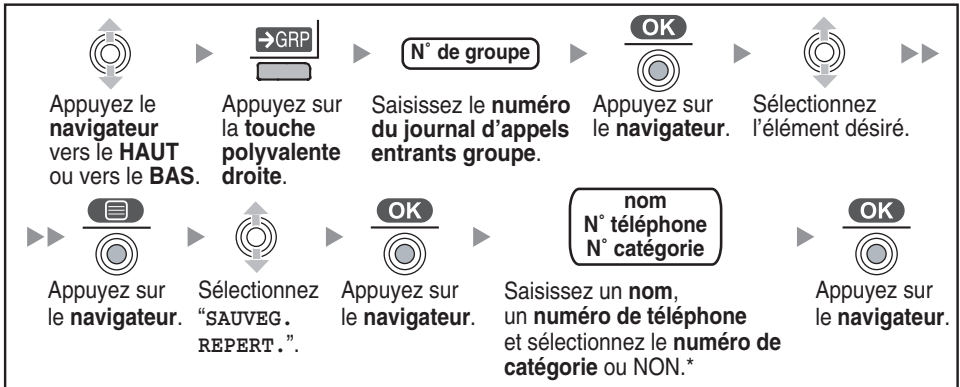 →GRP
N° de groupe
OK
Appuyez le
navigateur
vers le HAUT
ou vers le BAS.
Appuyez sur
la touche
polyvalente
droite.
Saisissez le numéro
du journal d'appels
entrants groupe.
Appuyez sur
le navigateur.
Sélectionnez
l'élément désiré.
OK
nom
N° téléphone
N° catégorie
OK
Appuyez sur
le navigateur.
Sélectionnez
“SAUVEG.
REPERT.”.
Appuyez sur
le navigateur.
Saisissez un nom,
un numéro de téléphone
et sélectionnez le numéro de
catégorie ou NON.*
Appuyez sur
le navigateur.